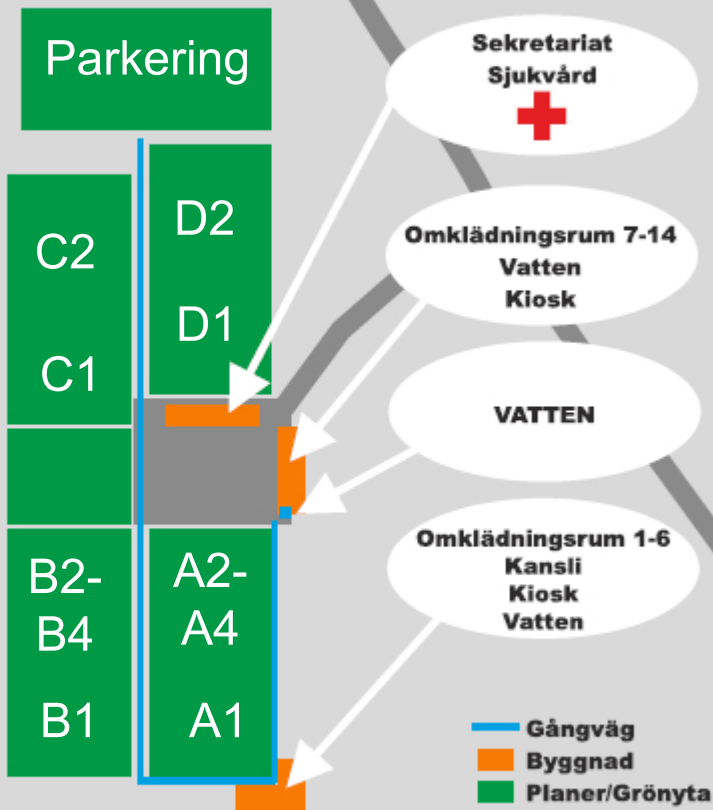 Parkering
C2
C1
D2
D1
B2-
B4
B1
A2-
A4
A1
Sekretariat
Sjukvård
Omklädningsrum 7-14
Vatten
Kiosk
VATTEN
Omklädningsrum 1-6
Kansli
Kiosk
Vatten
Gångväg
Byggnad
Planer/Grönyta